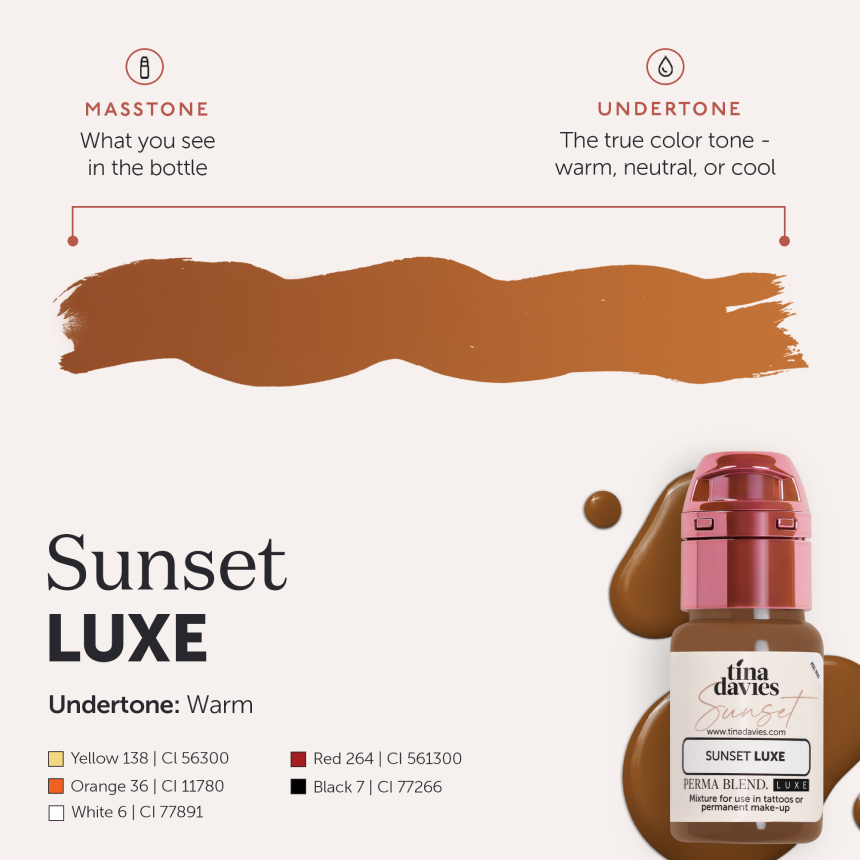 MASSTONE
What you see
in the bottle
UNDERTONE
The true color tone -
warm, neutral, or cool
Sunset
LUXE
Undertone: Warm
Yellow 138 | Cl 56300
Orange 36 | CI 11780
White 6 | CI 77891
Red 264 | CI 561300
Black 7 | CI 77266
tina
davies
Sunset
www.tinadavies.com
SUNSET LUXE
PERMA BLEND. LUXE
Mixture for use in tattoos or
permanent make-up